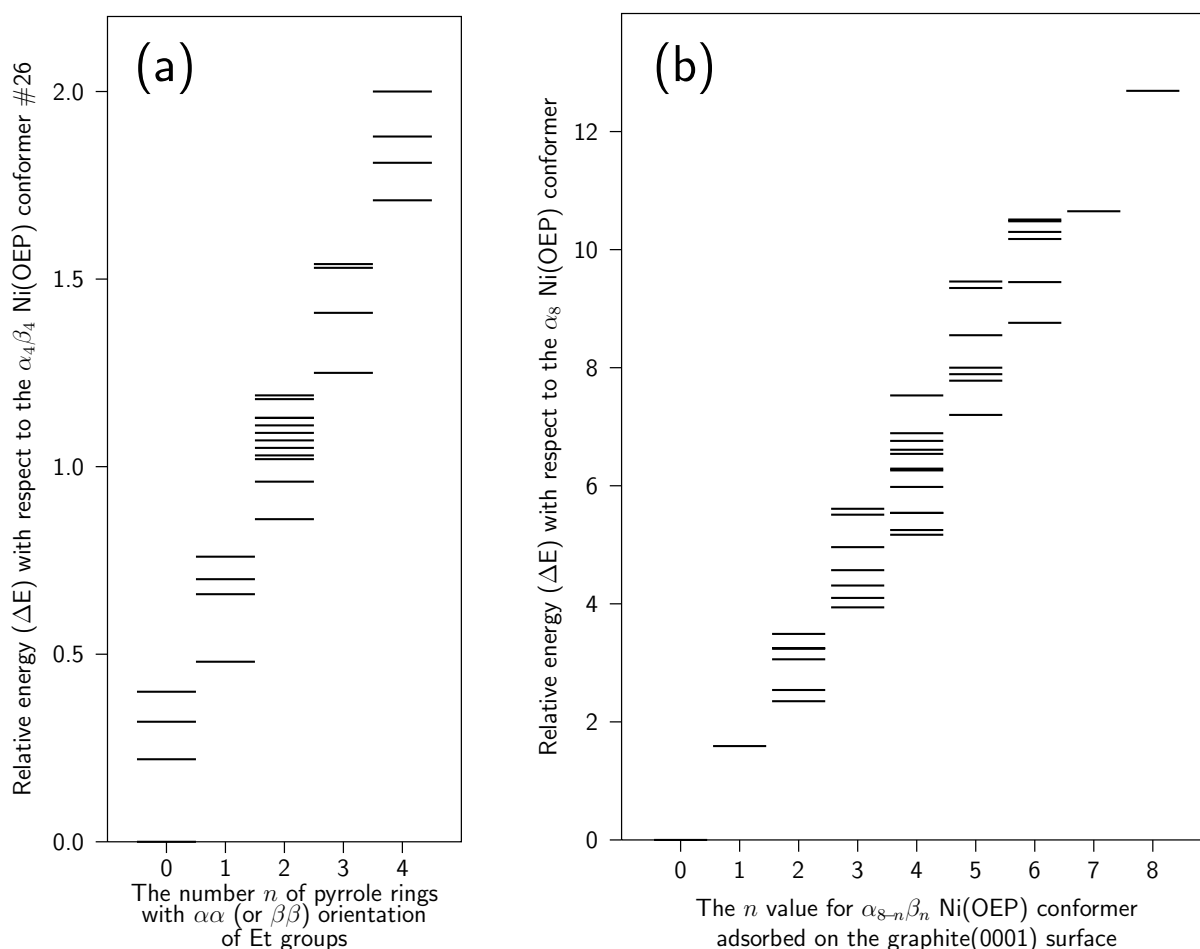 (a)
Relative energy (ΔE) with respect to the α₄β₄ Ni(OEP) conformer #26
2.0
1.5
1.0
0.5
0.0
0 1 2 3 4
The number n of pyrrole rings
with αα (or ββ) orientation
of Et groups
(b)
Relative energy (ΔE) with respect to the α₈ Ni(OEP) conformer
12
10
8
6
4
2
0
0 1 2 3 4 5 6 7 8
The n value for α₈₋ₙβₙ Ni(OEP) conformer
adsorbed on the graphite(0001) surface